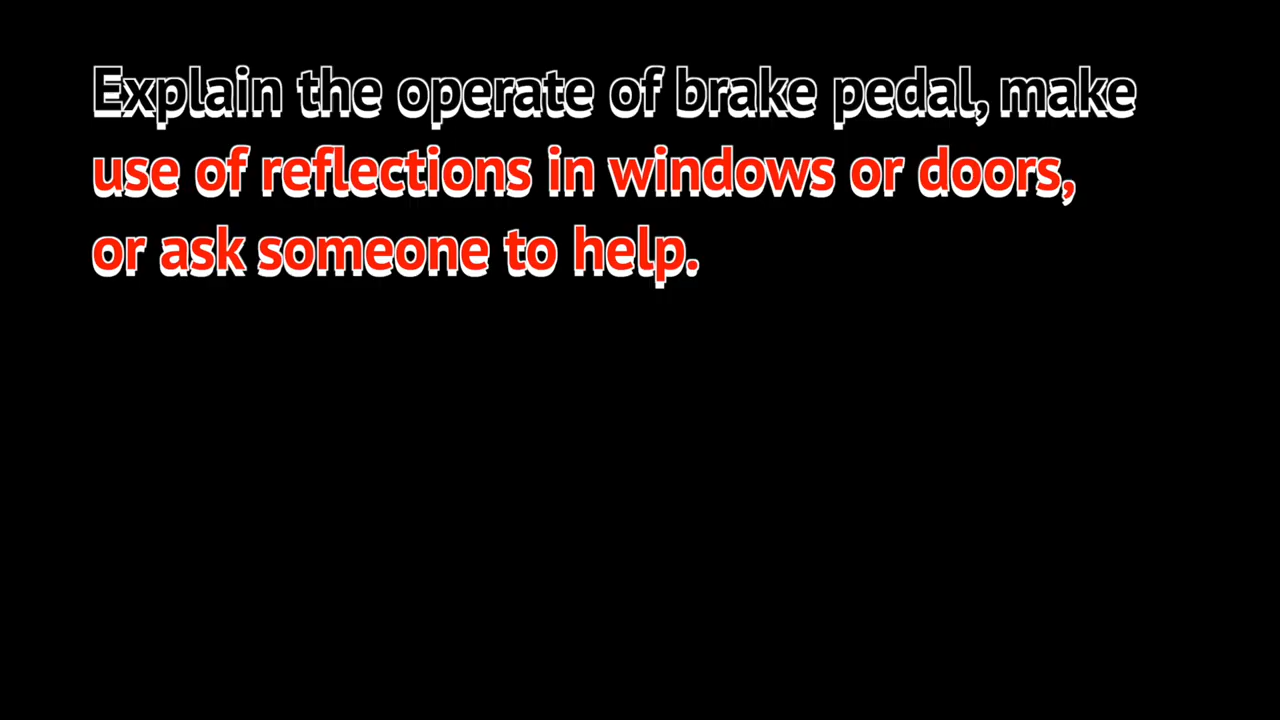 Explain the operate of brake pedal, make
use of reflections in windows or doors,
or ask someone to help.